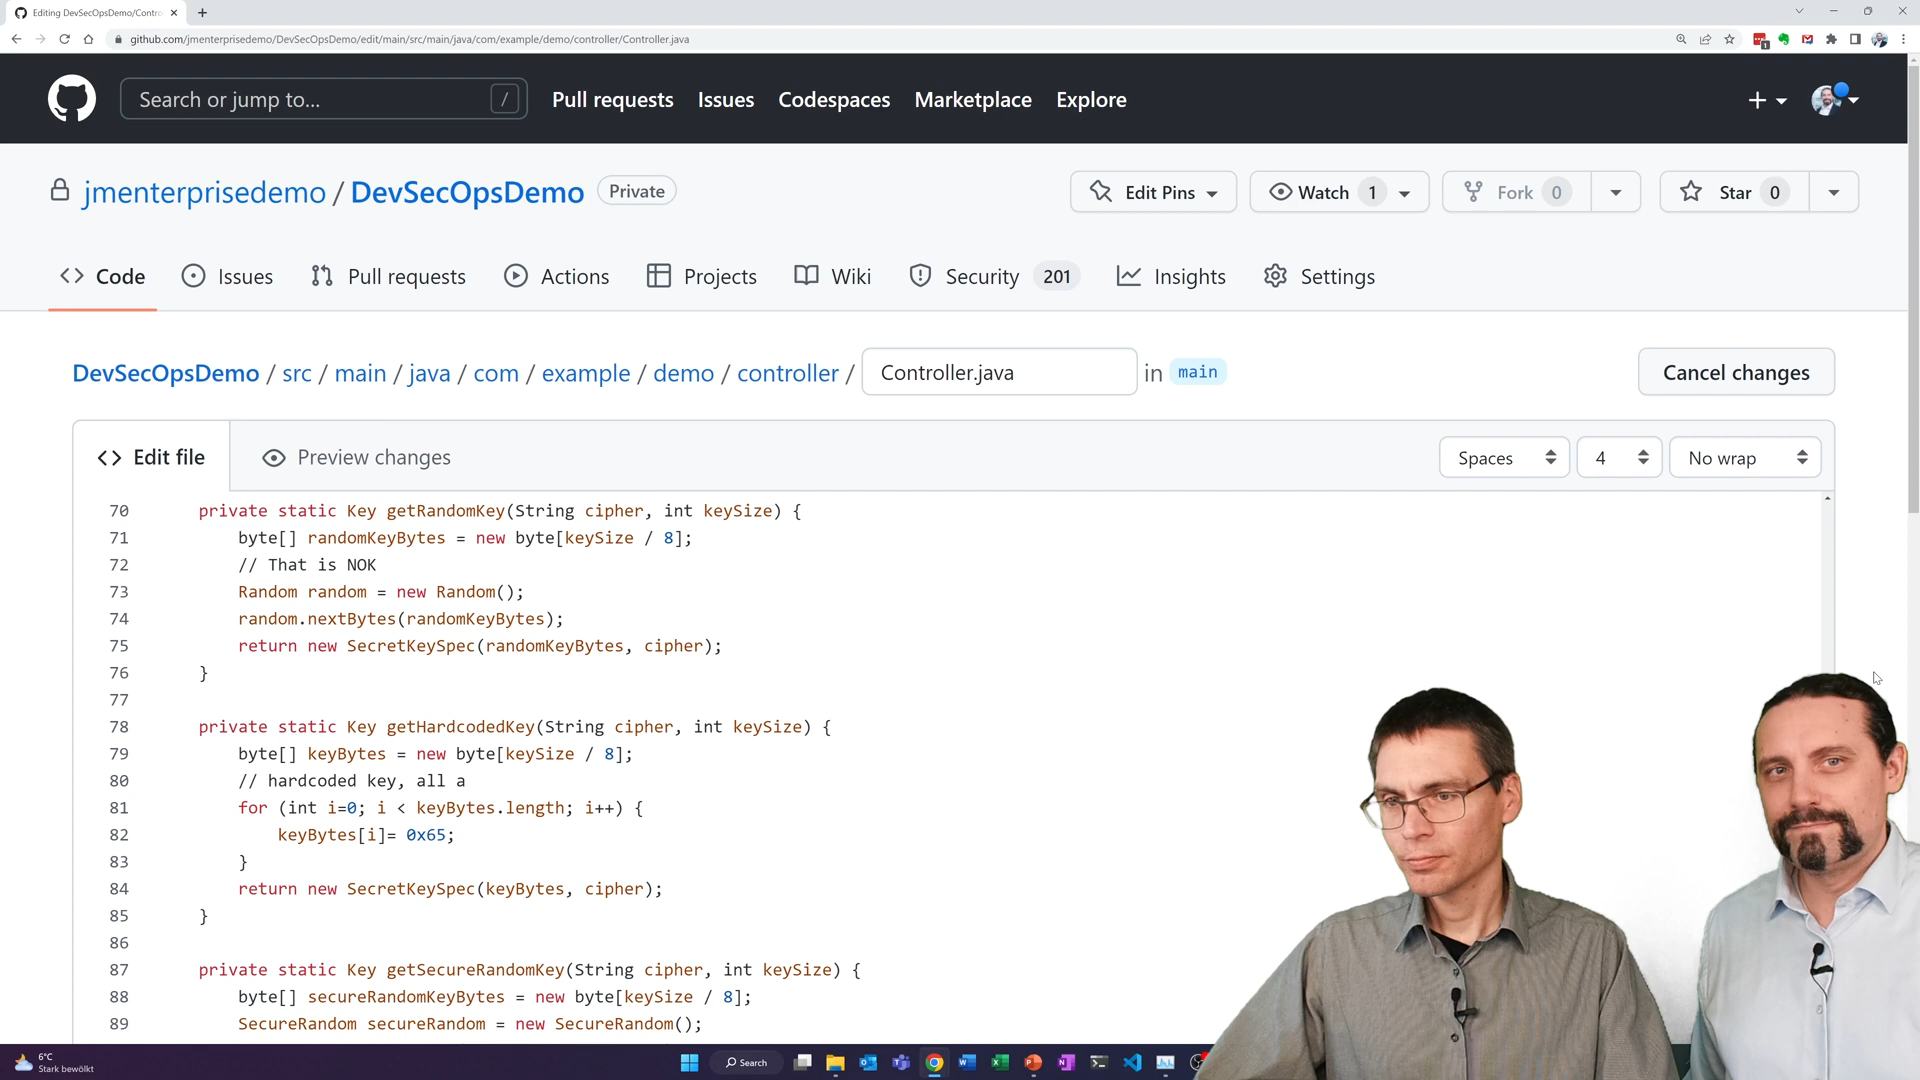 Editing DevSecOpsDemo/Contro
github.com/jmenterprisedemo/DevSecOpsDemo/edit/main/src/main/java/com/example/demo/controller/Controller.java
1
Search or jump to... / Pull requests Issues Codespaces Marketplace Explore
jmenterprisedemo / DevSecOpsDemo Private Edit Pins Watch 1 Fork 0 Star 0
Code Issues Pull requests Actions Projects Wiki Security 201 Insights Settings
DevSecOpsDemo / src / main / java / com / example / demo / controller / Controller.java in main Cancel changes
Edit file Preview changes Spaces 4 No wrap
70 private static Key getRandomKey(String cipher, int keySize) {
71 byte[] randomKeyBytes = new byte[keySize / 8];
72 // That is NOK
73 Random random = new Random();
74 random.nextBytes(randomKeyBytes);
75 return new SecretKeySpec(randomKeyBytes, cipher);
76 }
77
78 private static Key getHardcodedKey(String cipher, int keySize) {
79 byte[] keyBytes = new byte[keySize / 8];
80 // hardcoded key, all a
81 for (int i=0; i < keyBytes.length; i++) {
82 keyBytes[i]= 0x65;
83 }
84 return new SecretKeySpec(keyBytes, cipher);
85 }
86
87 private static Key getSecureRandomKey(String cipher, int keySize) {
88 byte[] secureRandomKeyBytes = new byte[keySize / 8];
89 SecureRandom secureRandom = new SecureRandom();
6°C
Stark bewölkt
Search